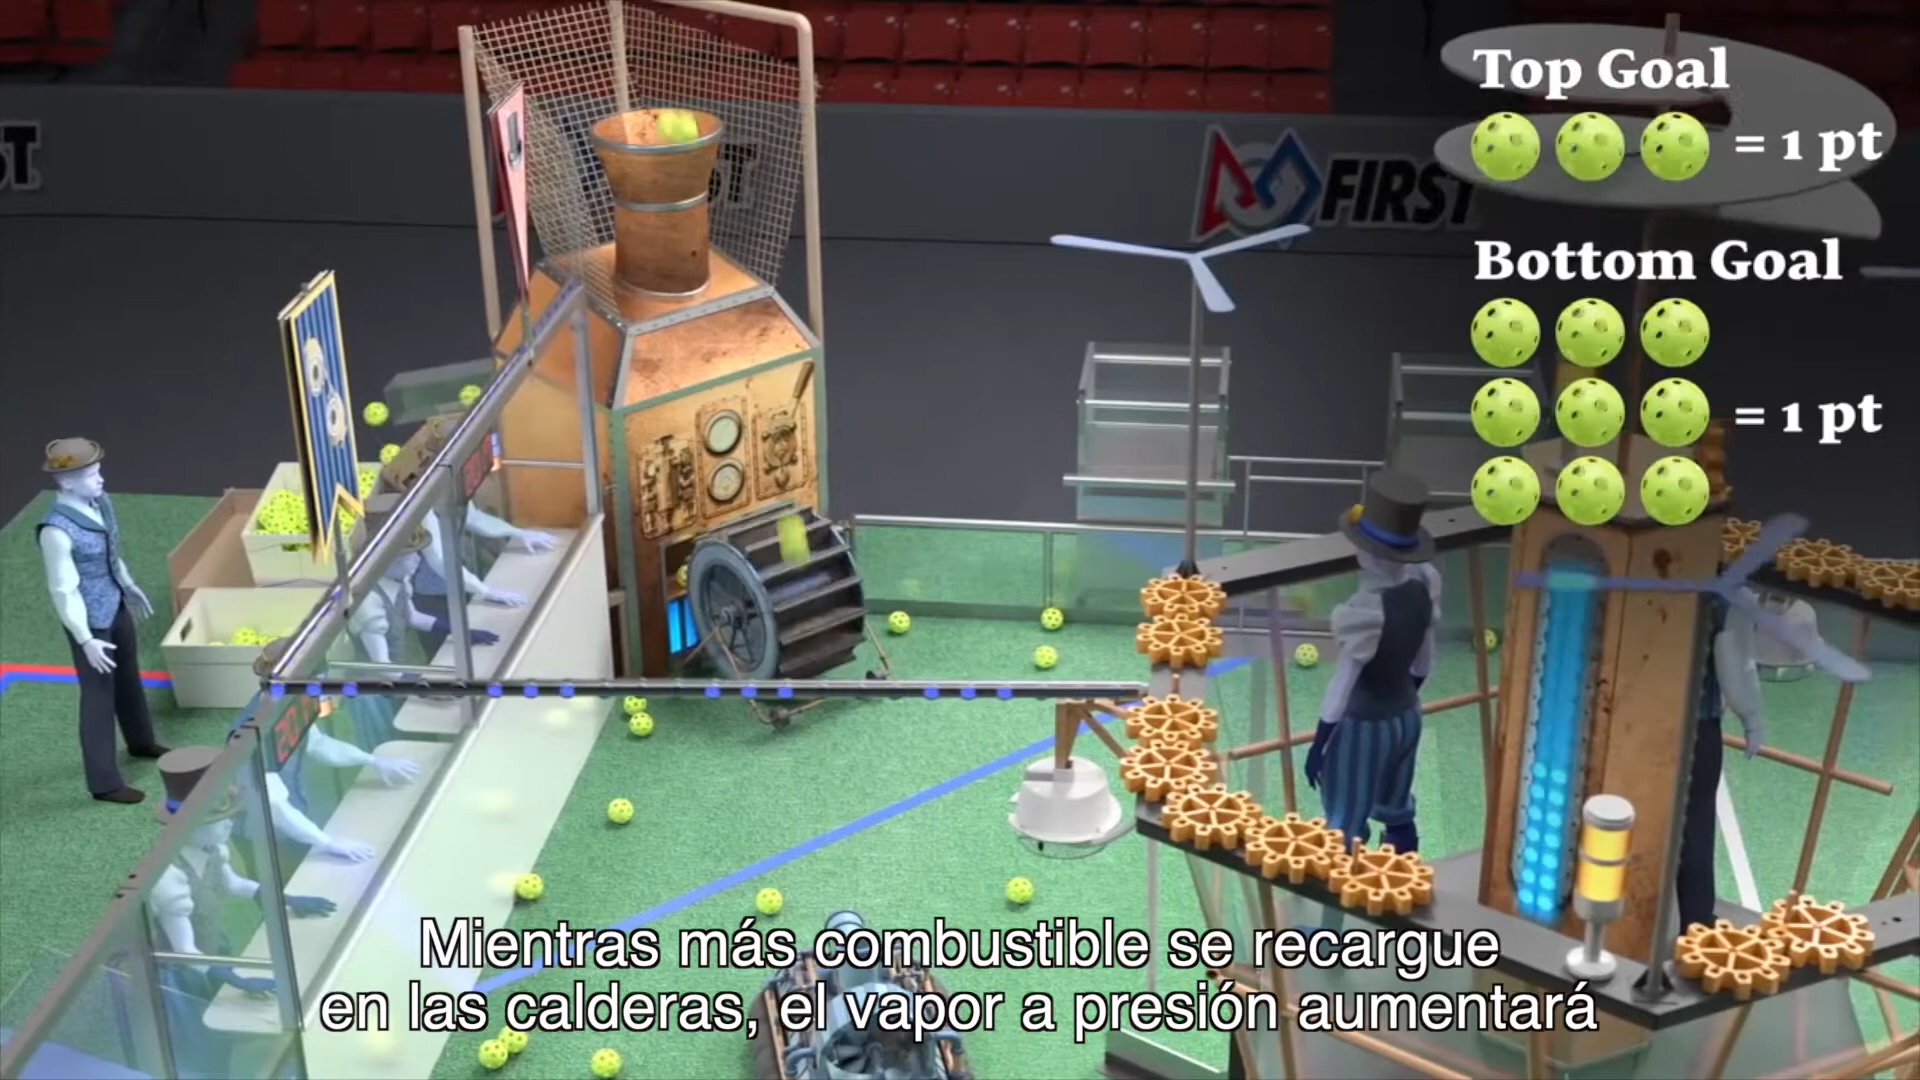 Top Goal
= 1 pt
FIRST
Bottom Goal
= 1 pt
Mientras más combustible se recargue
en las calderas, el vapor a presión aumentará